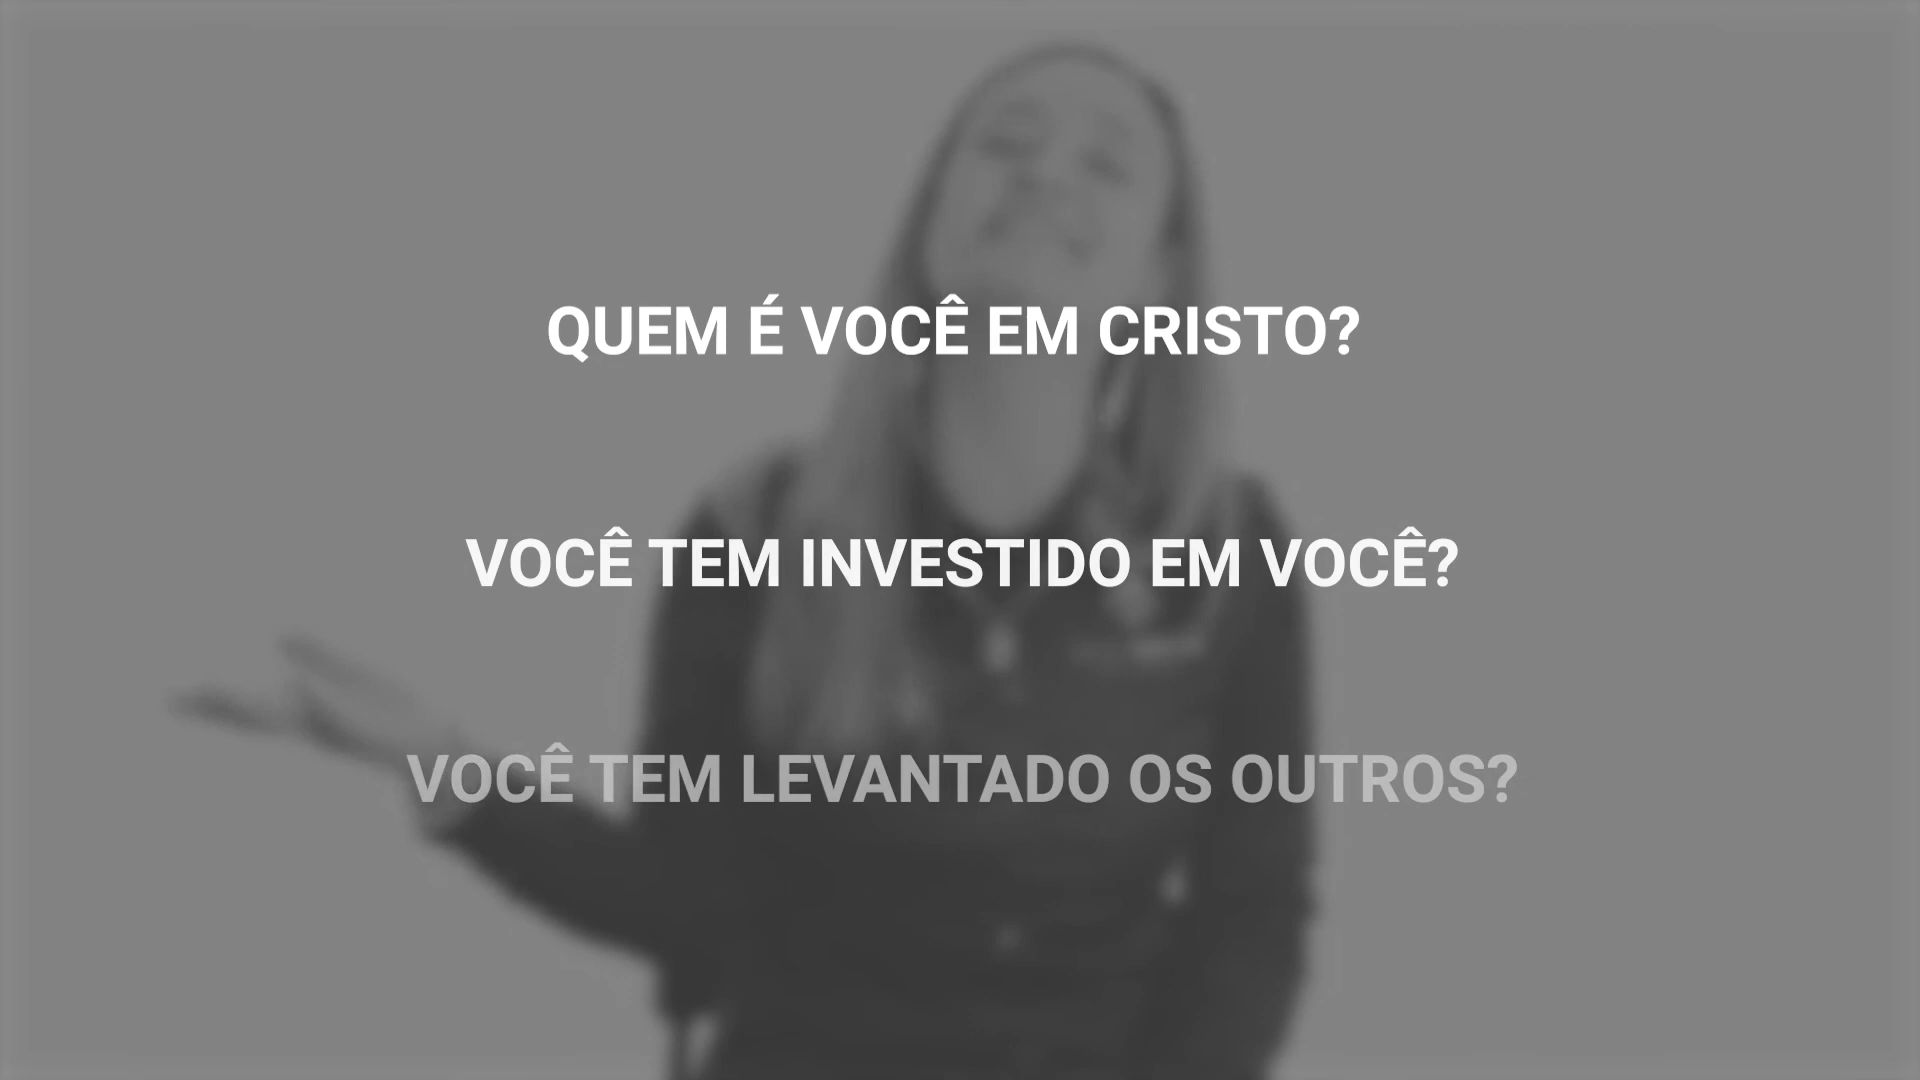 QUEM É VOCÊ EM CRISTO?
VOCÊ TEM INVESTIDO EM VOCÊ?
VOCÊ TEM LEVANTADO OS OUTROS?